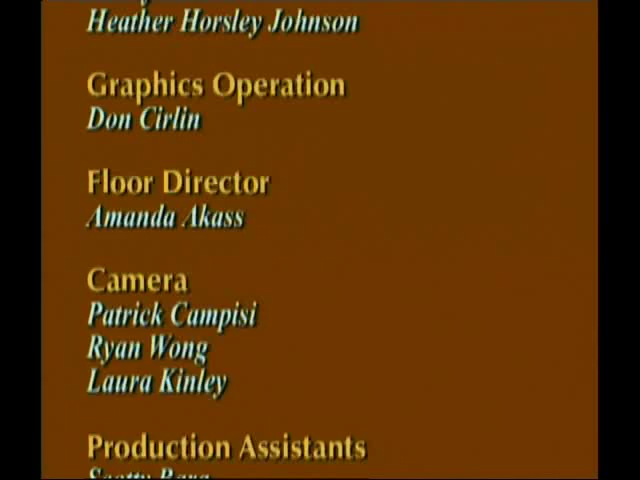 Heather Horsley Johnson
Graphics Operation
Don Cirlin
Floor Director
Amanda Akass
Camera
Patrick Campisi
Ryan Wong
Laura Kinley
Production Assistants